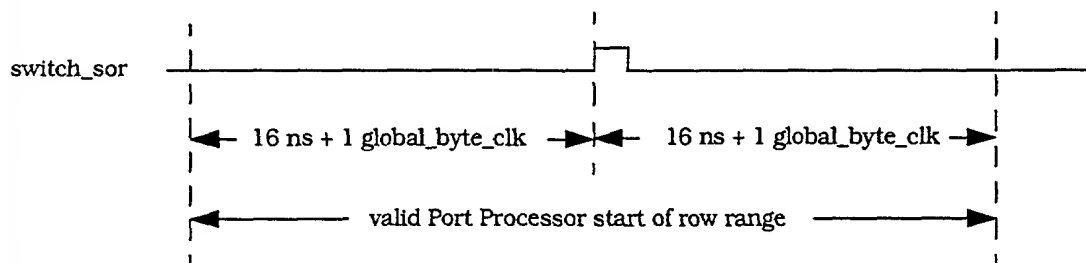 switch_sor
16 ns + 1 global_byte_clk 16 ns + 1 global_byte_clk
valid Port Processor start of row range